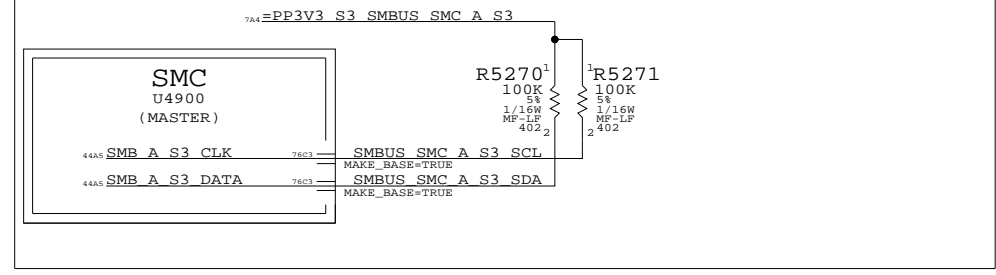 7A4 =PP3V3_S3_SMBUS_SMC_A_S3
SMC
U4900
(MASTER)
R5270
100K
5%
1/16W
MF-LF
402
1
2
R5271
100K
5%
1/16W
MF-LF
402
1
2
44A5 SMB_A_S3_CLK 76C3 SMBUS_SMC_A_S3_SCL
MAKE_BASE=TRUE
44A5 SMB_A_S3_DATA 76C3 SMBUS_SMC_A_S3_SDA
MAKE_BASE=TRUE